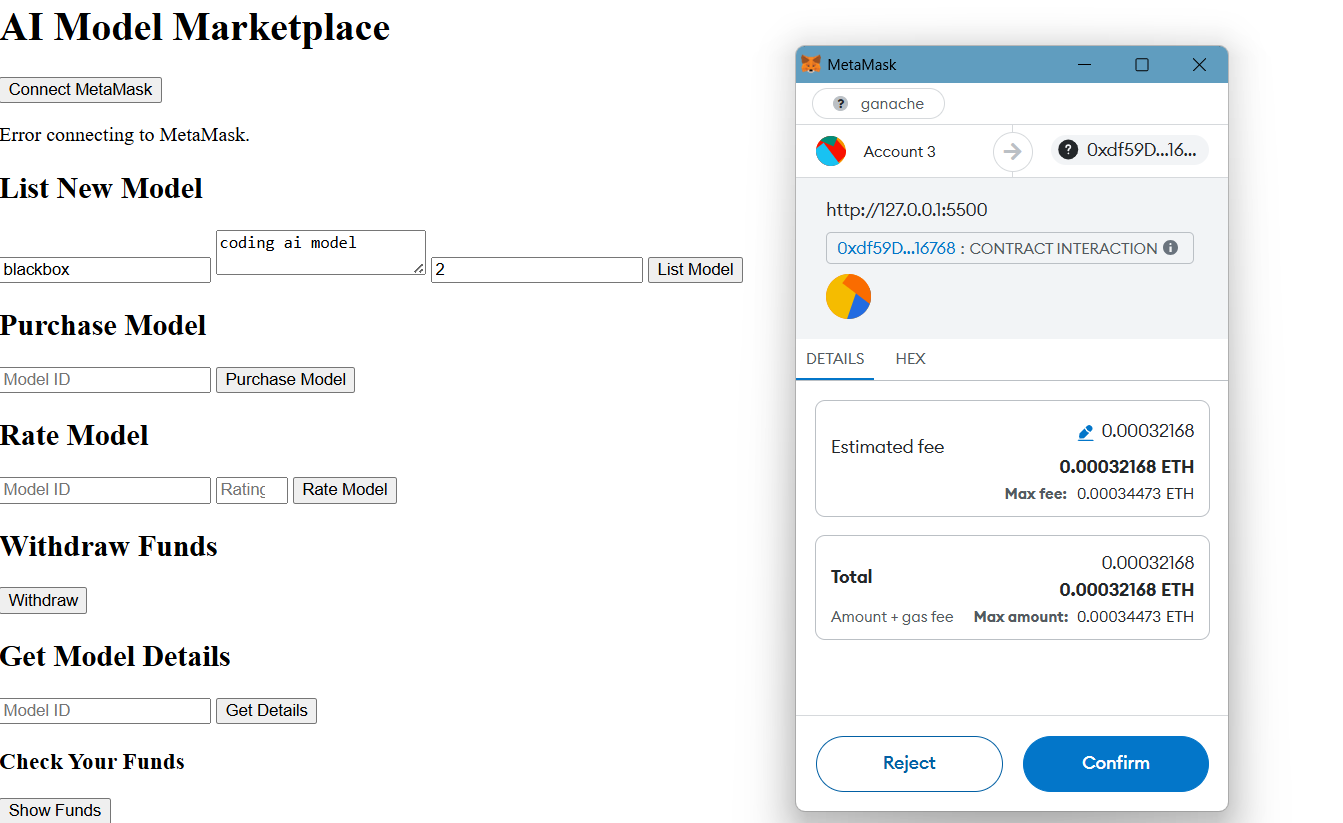 AI Model Marketplace
Connect MetaMask
Error connecting to MetaMask.
List New Model
blackbox
coding ai model
2
List Model
Purchase Model
Model ID
Purchase Model
Rate Model
Model ID
Rating
Rate Model
Withdraw Funds
Withdraw
Get Model Details
Model ID
Get Details
Check Your Funds
Show Funds
MetaMask
? ganache
Account 3
? 0xdf59D...16...
http://127.0.0.1:5500
0xdf59D...16768 : CONTRACT INTERACTION
DETAILS HEX
Estimated fee
0.00032168
0.00032168 ETH
Max fee: 0.00034473 ETH
Total
0.00032168
0.00032168 ETH
Amount + gas fee Max amount: 0.00034473 ETH
Reject
Confirm